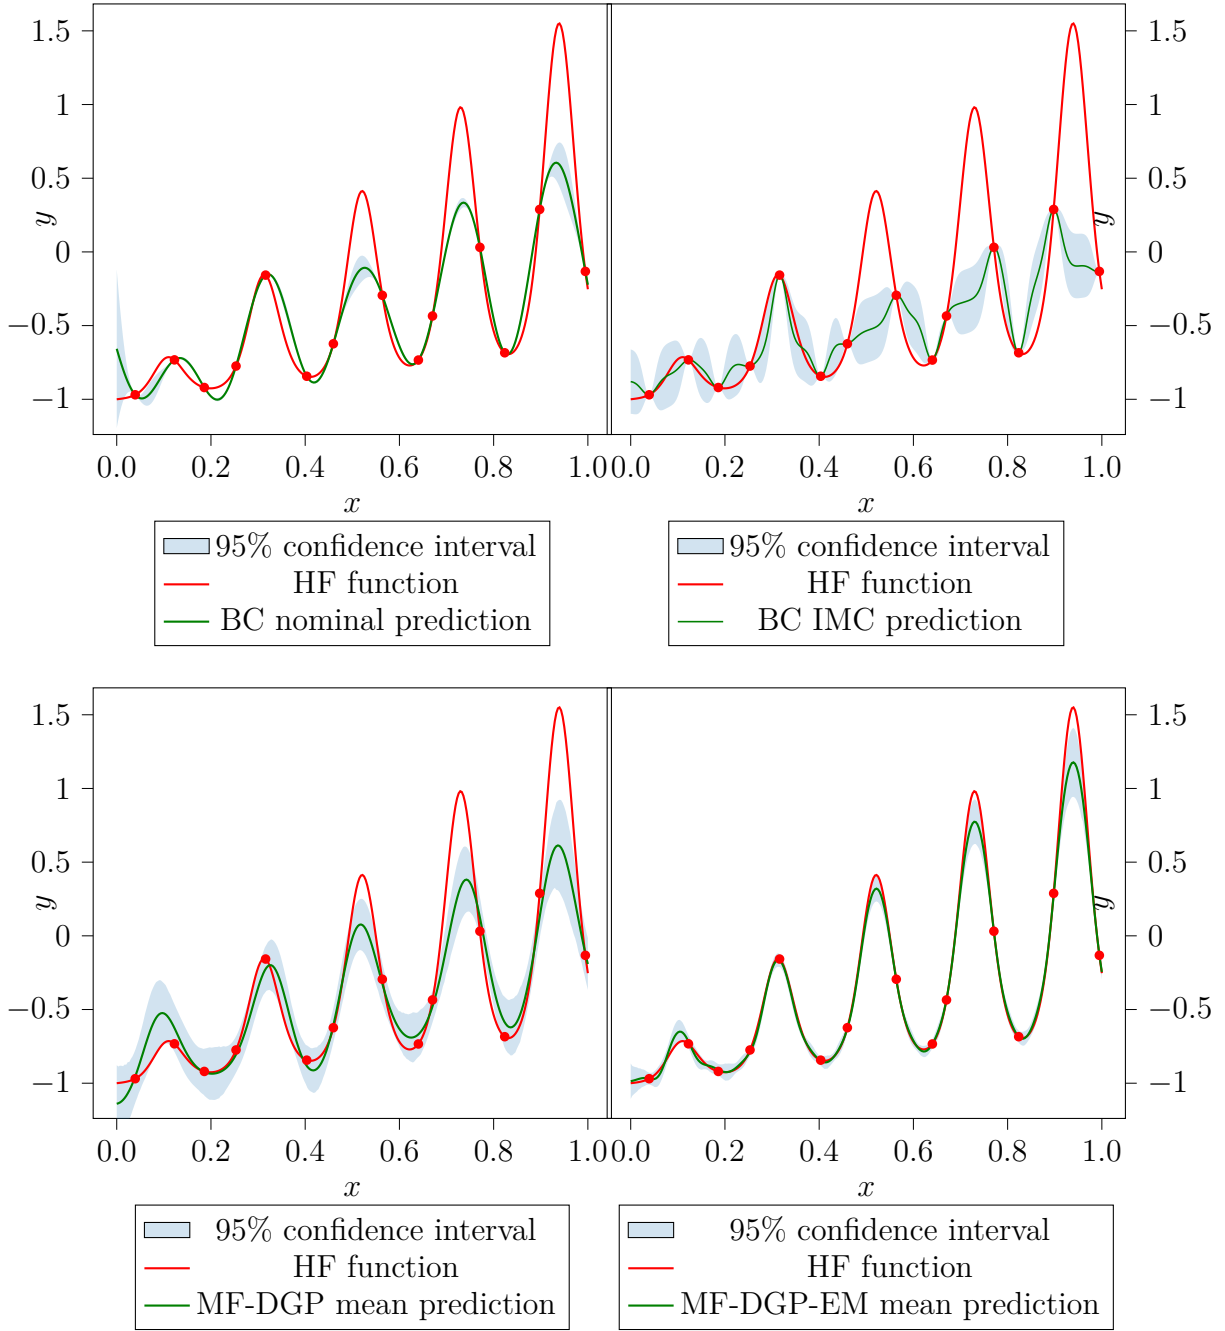 1.5
1
0.5
0
−0.5
−1
y
0.0 0.2 0.4 0.6 0.8 1.0
x
95% confidence interval
HF function
BC nominal prediction
1.5
1
0.5
0
−0.5
−1
y
0.0 0.2 0.4 0.6 0.8 1.0
x
95% confidence interval
HF function
BC IMC prediction
1.5
1
0.5
0
−0.5
−1
y
0.0 0.2 0.4 0.6 0.8 1.0
x
95% confidence interval
HF function
MF-DGP mean prediction
1.5
1
0.5
0
−0.5
−1
y
0.0 0.2 0.4 0.6 0.8 1.0
x
95% confidence interval
HF function
MF-DGP-EM mean prediction